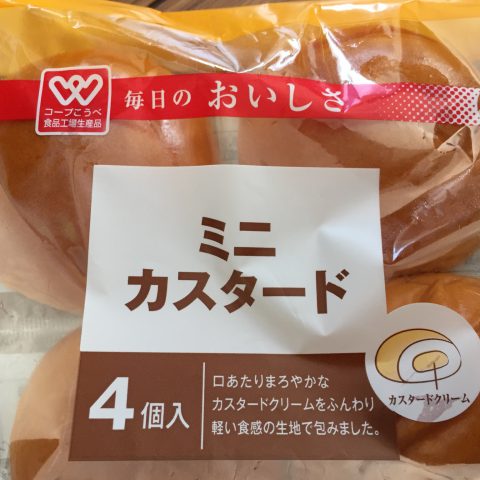 コープこうべ
食品工場生産品
毎日の おいしさ
ミニ
カスタード
4個入
口あたりまろやかな
カスタードクリームをふんわり
軽い食感の生地で包みました。
カスタードクリーム